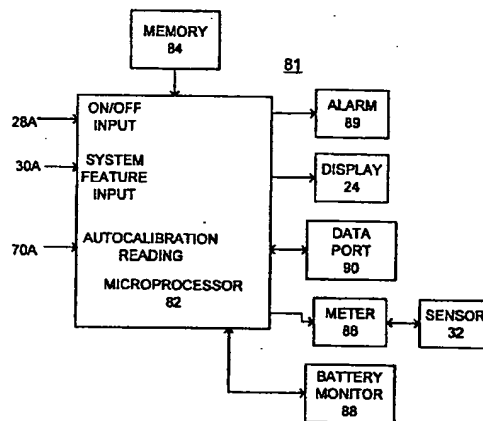 MEMORY
84
81
28A
ON/OFF
INPUT
30A
SYSTEM
FEATURE
INPUT
70A
AUTOCALIBRATION
READING
MICROPROCESSOR
82
ALARM
89
DISPLAY
24
DATA
PORT
90
METER
88
SENSOR
32
BATTERY
MONITOR
88